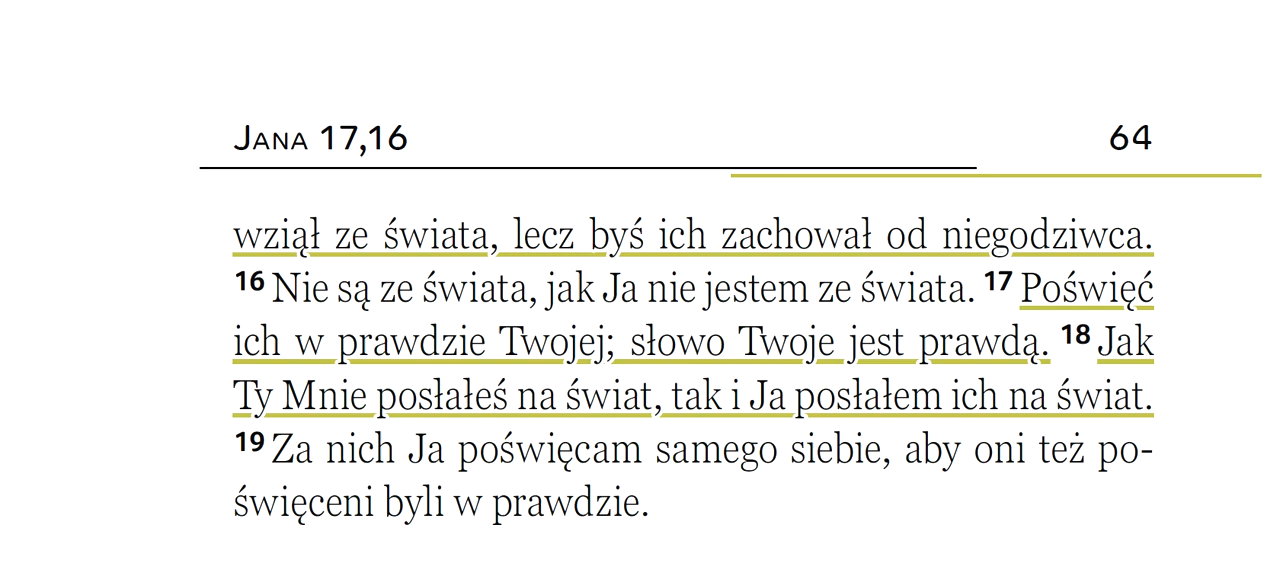 Jana 17,16 64
wziął ze świata, lecz byś ich zachował od niegodziwca.
16 Nie są ze świata, jak Ja nie jestem ze świata. 17 Poświęć
ich w prawdzie Twojej; słowo Twoje jest prawdą. 18 Jak
Ty Mnie posłałeś na świat, tak i Ja posłałem ich na świat.
19 Za nich Ja poświęcam samego siebie, aby oni też po-
święceni byli w prawdzie.